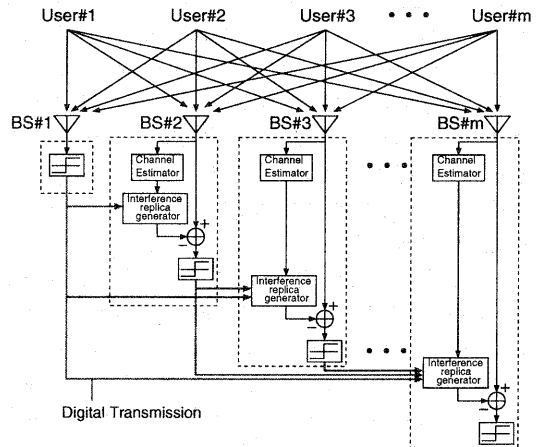 User#1 User#2 User#3 User#m
BS#1 BS#2 BS#3 BS#m
Channel
Estimator
Channel
Estimator
Channel
Estimator
Interference
replica
generator
+
−
Interference
replica
generator
+
−
Interference
replica
generator
+
−
Digital Transmission